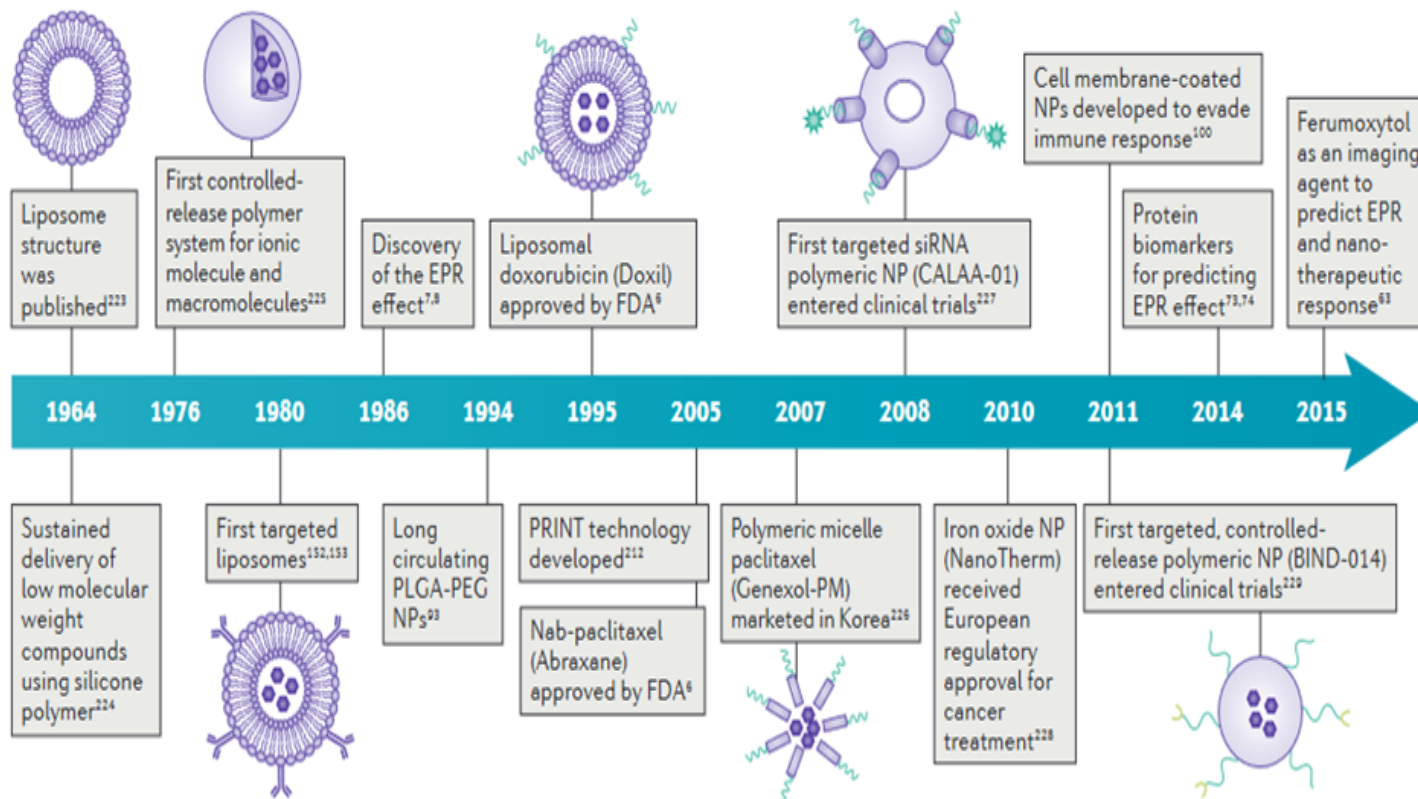 Liposome
structure
was
published²²³
First controlled-
release polymer
system for ionic
molecule and
macromolecules²²⁵
Discovery
of the EPR
effect⁷,⁸
Liposomal
doxorubicin (Doxil)
approved by FDA⁶
First targeted siRNA
polymeric NP (CALAA-01)
entered clinical trials²²⁷
Cell membrane-coated
NPs developed to evade
immune response¹⁰⁰
Protein
biomarkers
for predicting
EPR effect⁷³,⁷⁴
Ferumoxytol
as an imaging
agent to
predict EPR
and nano-
therapeutic
response⁶³
1964 1976 1980 1986 1994 1995 2005 2007 2008 2010 2011 2014 2015
Sustained
delivery of
low molecular
weight
compounds
using silicone
polymer²²⁴
First targeted
liposomes¹⁵²,¹⁵³
Long
circulating
PLGA-PEG
NPs⁹³
PRINT technology
developed²¹²
Nab-paclitaxel
(Abraxane)
approved by FDA⁶
Polymeric micelle
paclitaxel
(Genexol-PM)
marketed in Korea²²⁶
Iron oxide NP
(NanoTherm)
received
European
regulatory
approval for
cancer
treatment²²⁸
First targeted, controlled-
release polymeric NP (BIND-014)
entered clinical trials²²⁹